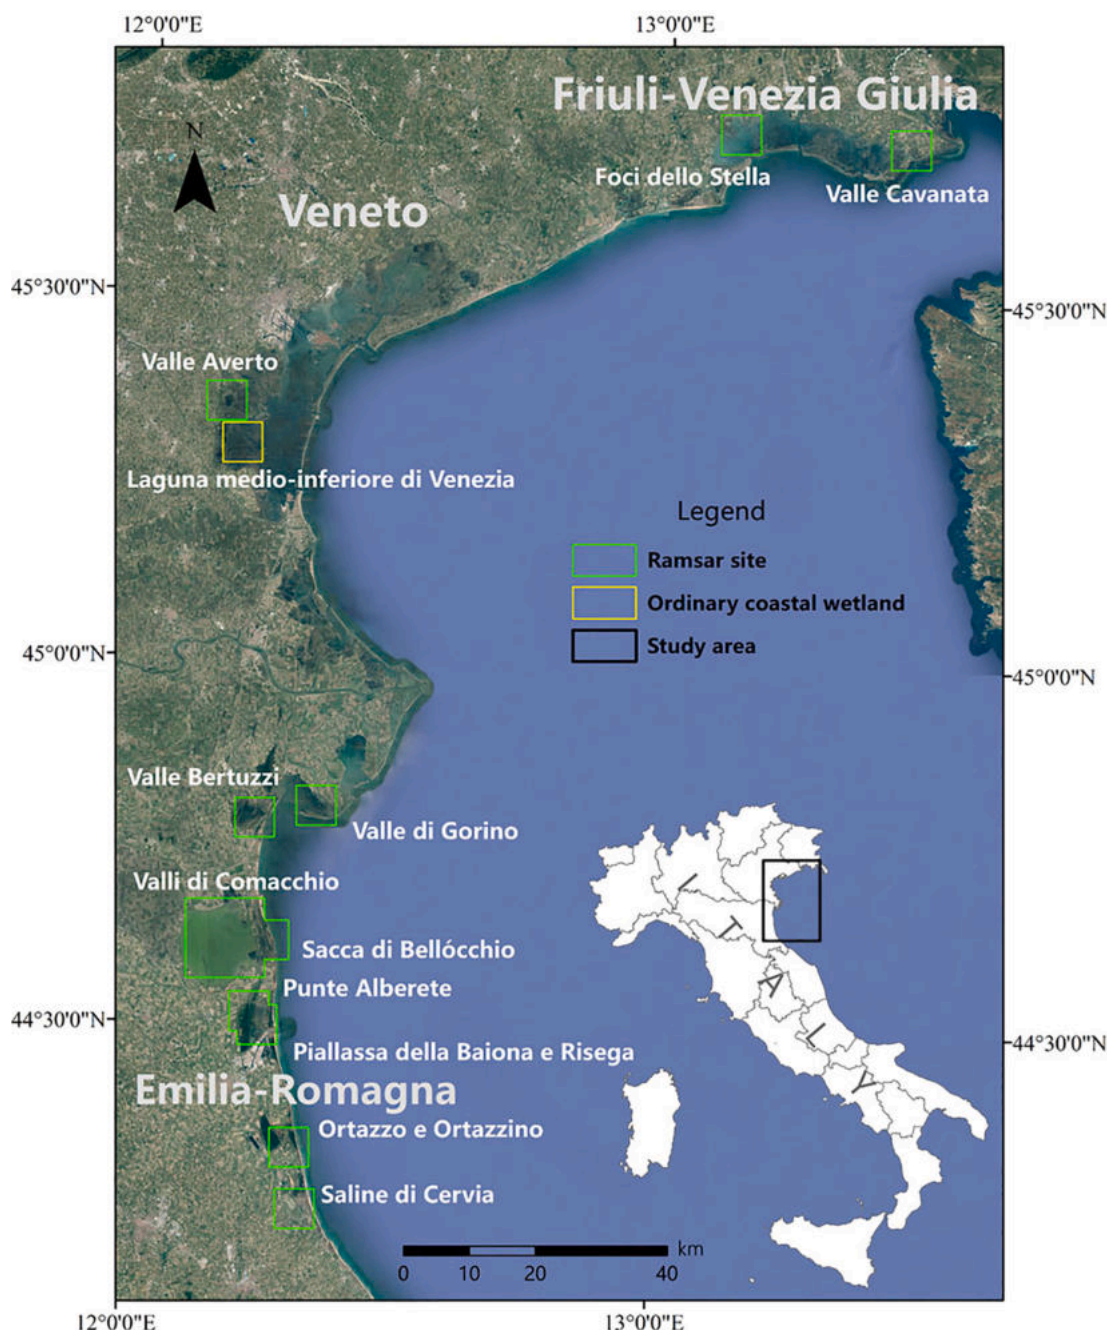 12°0'0"E
13°0'0"E
Friuli-Venezia Giulia
N
Foci dello Stella
Valle Cavanata
Veneto
45°30'0"N
45°30'0"N
Valle Averto
Laguna medio-inferiore di Venezia
Legend
Ramsar site
Ordinary coastal wetland
Study area
45°0'0"N
45°0'0"N
Valle Bertuzzi
Valle di Gorino
Valli di Comacchio
Sacca di Bellócchio
Punte Alberete
44°30'0"N
44°30'0"N
Piallassa della Baiona e Risega
Emilia-Romagna
Ortazzo e Ortazzino
Saline di Cervia
ITALY
km
0 10 20 40
12°0'0"E
13°0'0"E